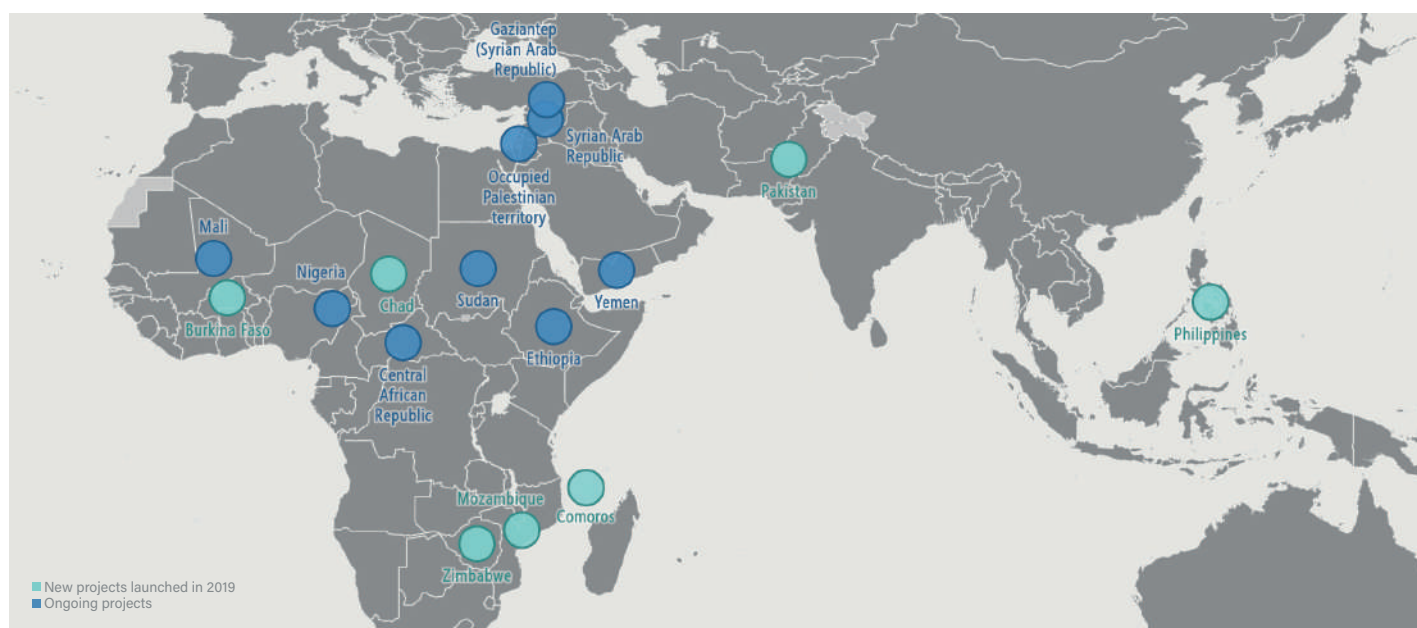 Gaziantep
(Syrian Arab
Republic)
Syrian Arab
Republic
Occupied
Palestinian
territory
Pakistan
Mali
Nigeria
Chad
Sudan
Yemen
Burkina Faso
Ethiopia
Philippines
Central
African
Republic
Mozambique
Comoros
Zimbabwe
New projects launched in 2019
Ongoing projects